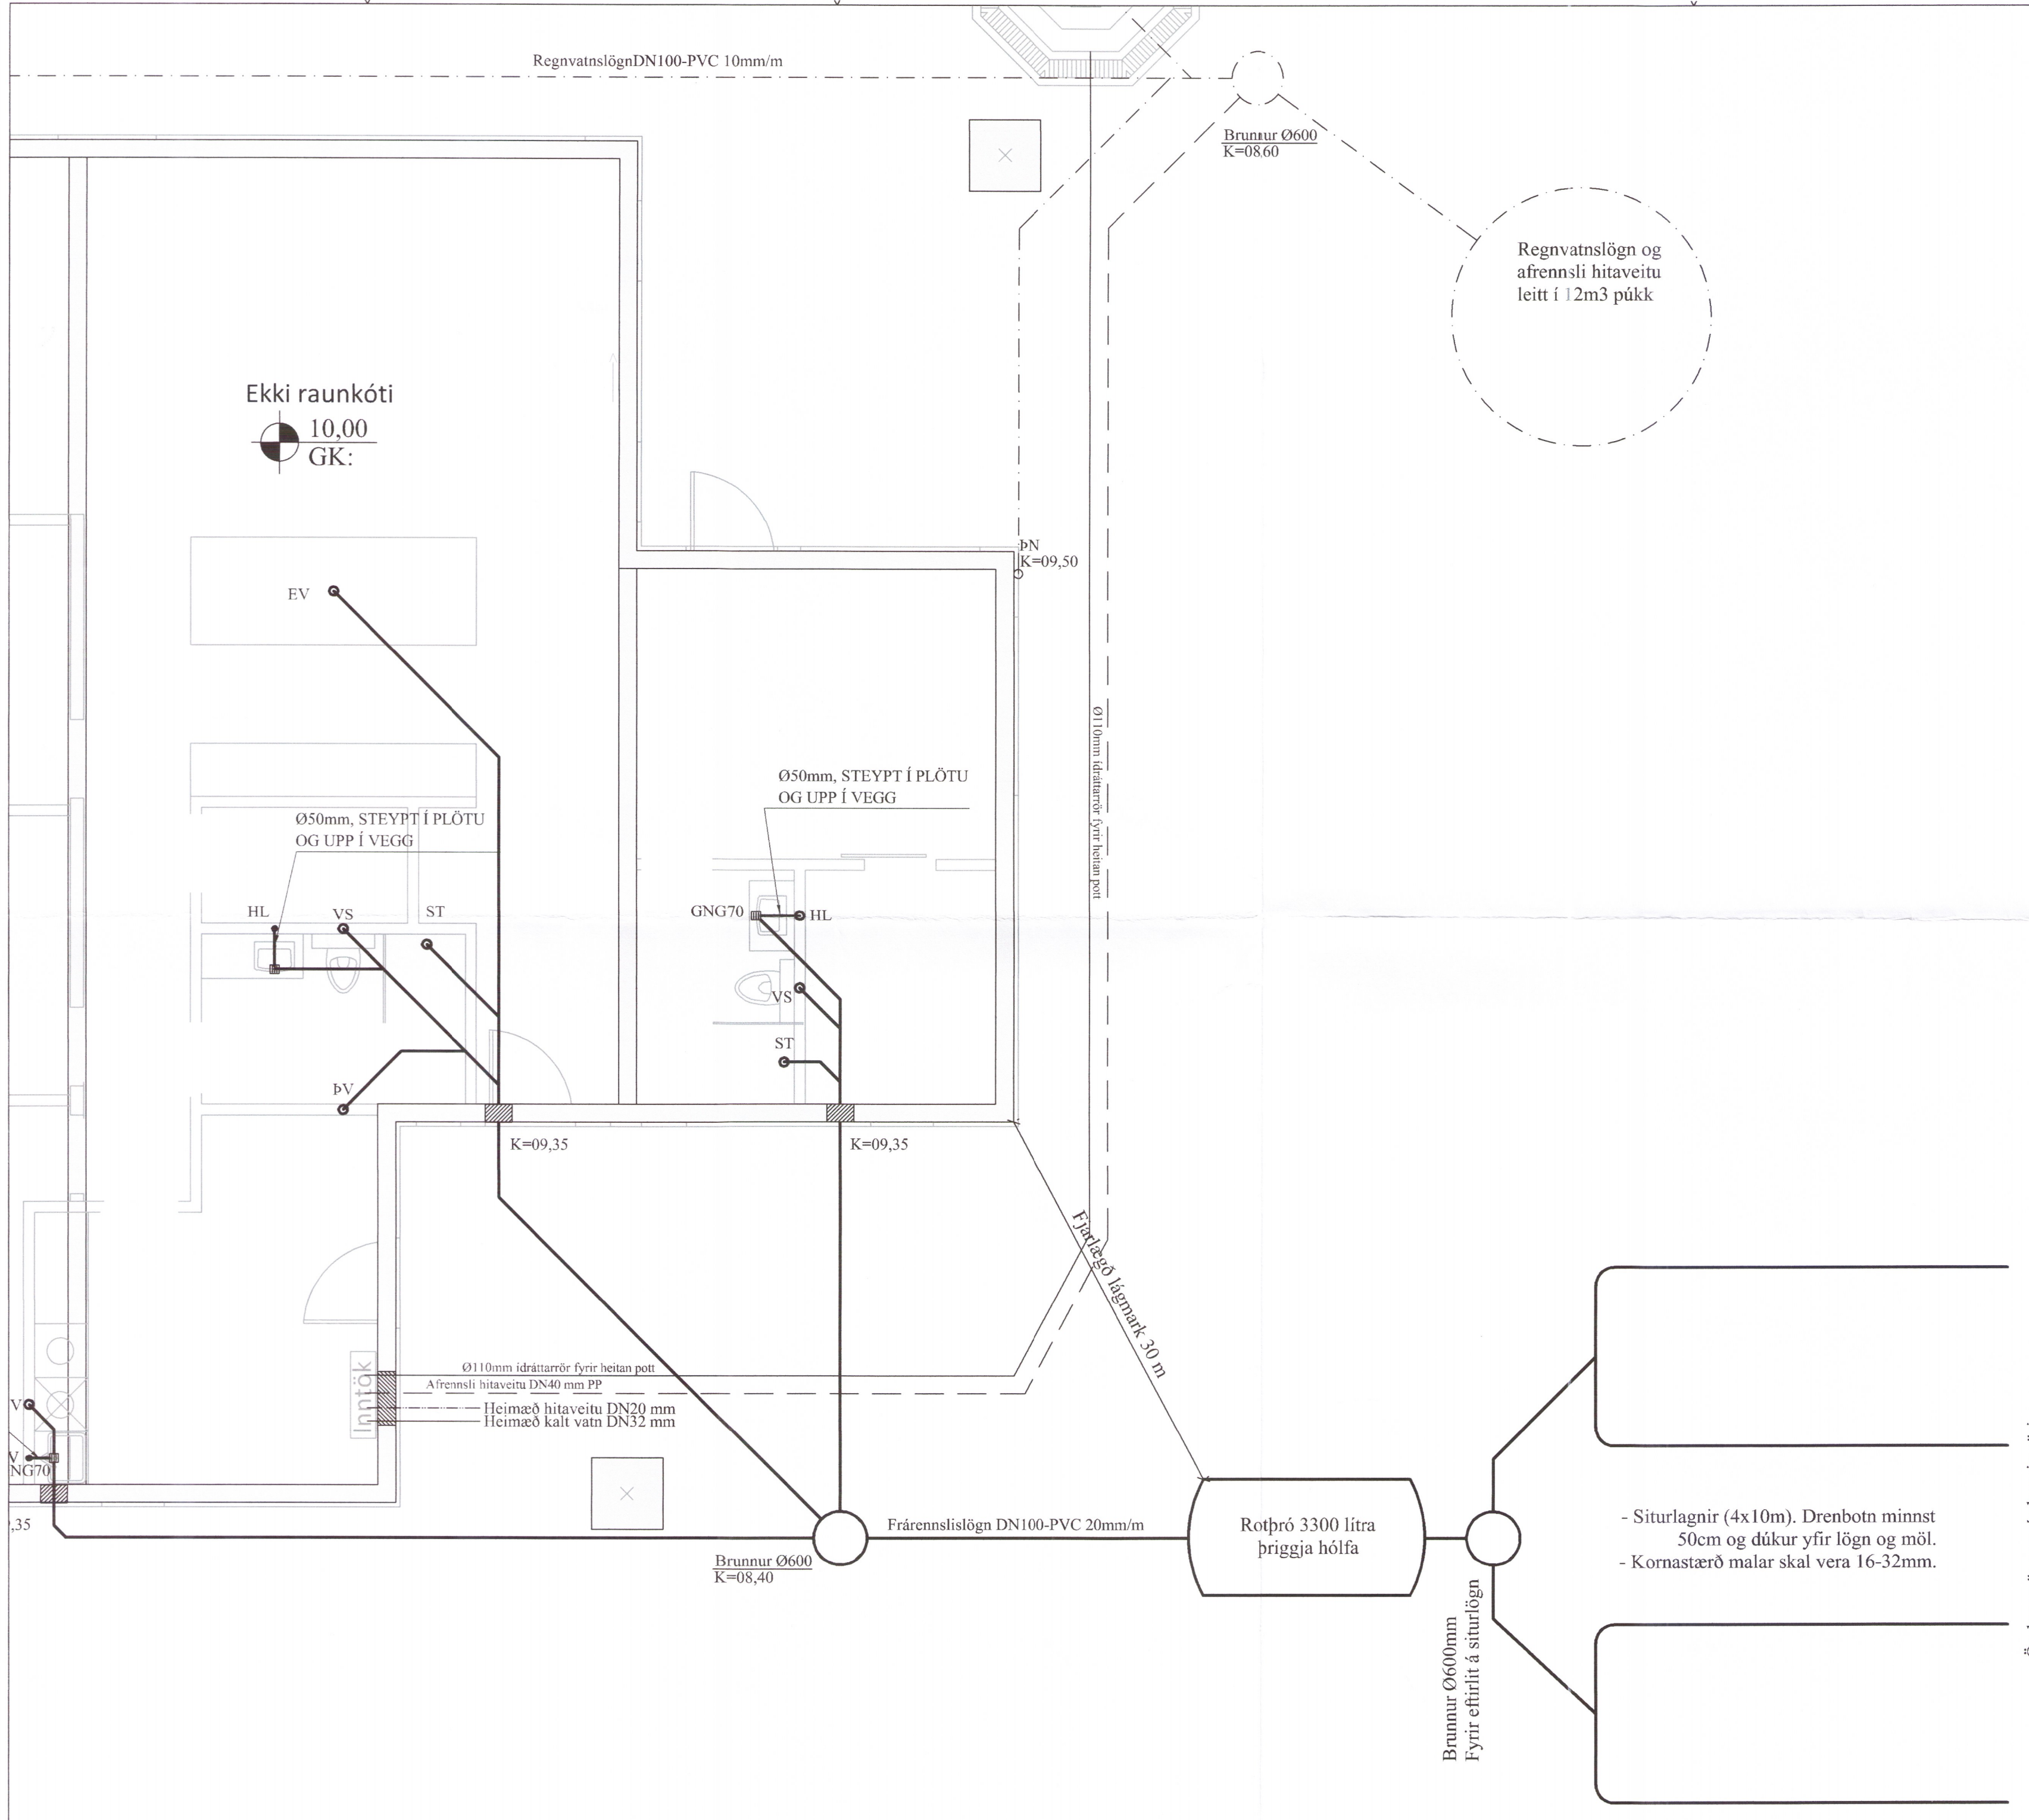 RegnvatnslögnDN100-PVC 10mm/m
Brunnur Ø600
K=08,60
Regnvatnslögn og
afrennsli hitaveitu
leitt í 12m3 púkk
Ekki raunkóti
10,00
GK:
ÞN
K=09,50
EV
Ø110mm ídráttarrör fyrir heitan pott
Ø50mm, STEYPT Í PLÖTU
OG UPP Í VEGG
Ø50mm, STEYPT Í PLÖTU
OG UPP Í VEGG
HL
VS
ST
GNG70
HL
VS
ST
ÞV
K=09,35
K=09,35
Fjarlægð lágmark 30 m
Inntök
Ø110mm ídráttarrör fyrir heitan pott
Afrennsli hitaveitu DN40 mm PP
Heimæð hitaveitu DN20 mm
Heimæð kalt vatn DN32 mm
V
V
NG70
,35
Frárennslislögn DN100-PVC 20mm/m
Brunnur Ø600
K=08,40
Rotþró 3300 lítra
þriggja hólfa
Brunnur Ø600mm
Fyrir eftirlit á siturlögn
- Siturlagnir (4x10m). Drenbotn minnst
50cm og dúkur yfir lögn og möl.
- Kornastærð malar skal vera 16-32mm.